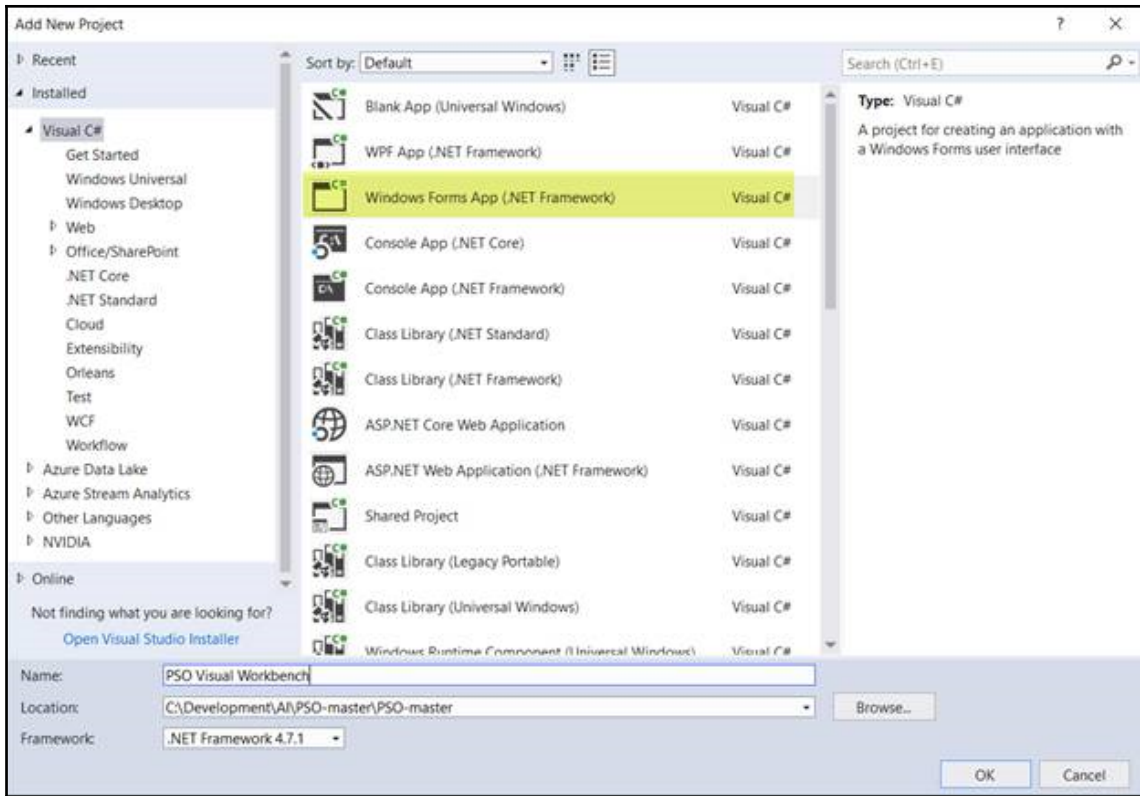 Add New Project
?
Recent
Installed
Visual C#
Get Started
Windows Universal
Windows Desktop
Web
Office/SharePoint
.NET Core
.NET Standard
Cloud
Extensibility
Orleans
Test
WCF
Workflow
Azure Data Lake
Azure Stream Analytics
Other Languages
NVIDIA
Online
Not finding what you are looking for?
Open Visual Studio Installer
Sort by: Default
Blank App (Universal Windows) Visual C#
WPF App (.NET Framework) Visual C#
Windows Forms App (.NET Framework) Visual C#
Console App (.NET Core) Visual C#
Console App (.NET Framework) Visual C#
Class Library (.NET Standard) Visual C#
Class Library (.NET Framework) Visual C#
ASP.NET Core Web Application Visual C#
ASP.NET Web Application (.NET Framework) Visual C#
Shared Project Visual C#
Class Library (Legacy Portable) Visual C#
Class Library (Universal Windows) Visual C#
Windows Runtime Component (Universal Windows) Visual C#
Search (Ctrl+E)
Type: Visual C#
A project for creating an application with
a Windows Forms user interface
Name: PSO Visual Workbench
Location: C:\Development\AI\PSO-master\PSO-master
Browse...
Framework: .NET Framework 4.7.1
OK Cancel